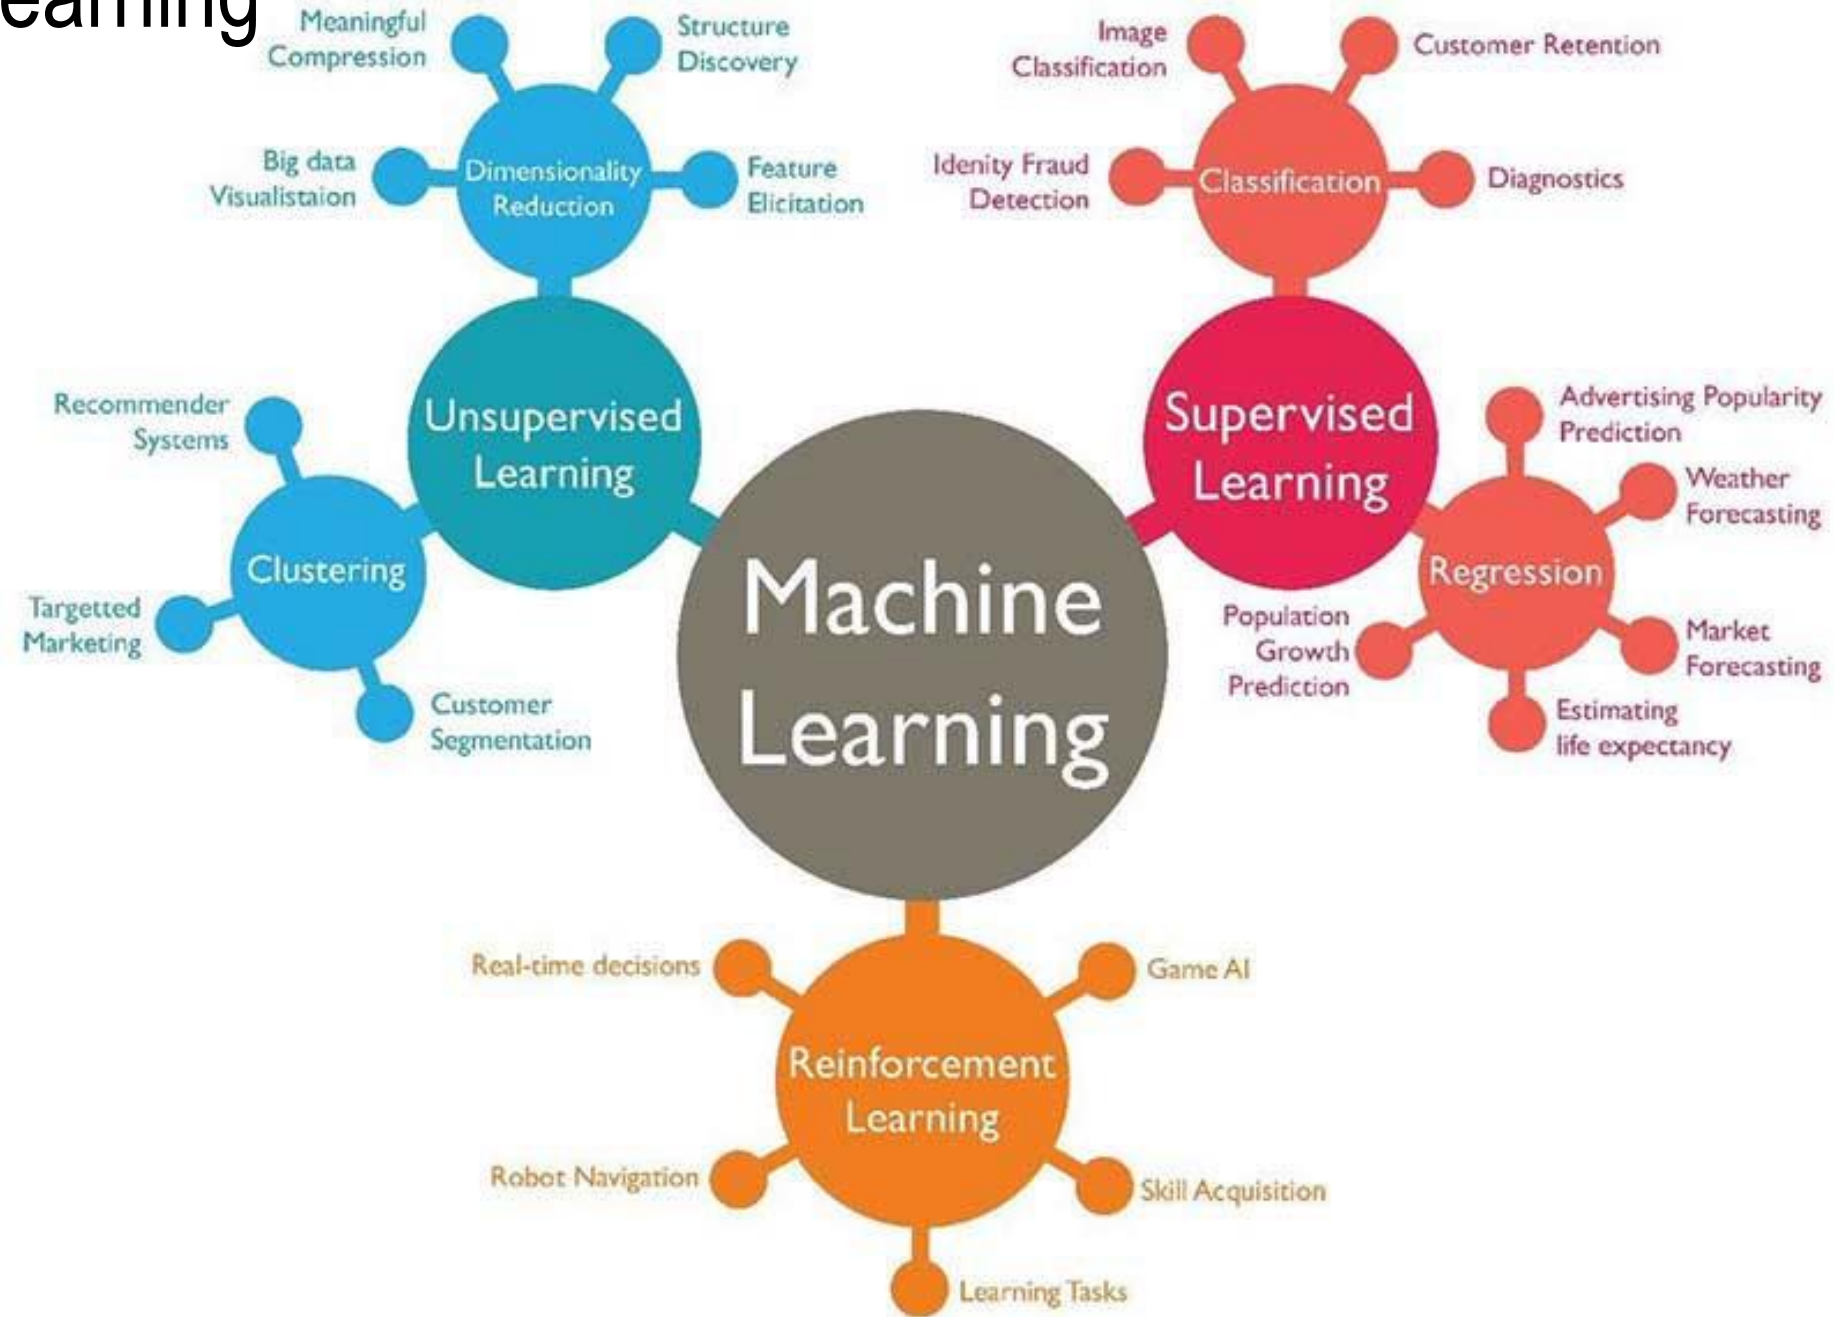 earning
Meaningful
Compression
Structure
Discovery
Big data
Visualistaion
Dimensionality
Reduction
Feature
Elicitation
Image
Classification
Customer Retention
Idenity Fraud
Detection
Classification
Diagnostics
Recommender
Systems
Unsupervised
Learning
Clustering
Targetted
Marketing
Customer
Segmentation
Machine
Learning
Supervised
Learning
Advertising Popularity
Prediction
Weather
Forecasting
Regression
Population
Growth
Prediction
Market
Forecasting
Estimating
life expectancy
Real-time decisions
Game AI
Reinforcement
Learning
Robot Navigation
Skill Acquisition
Learning Tasks